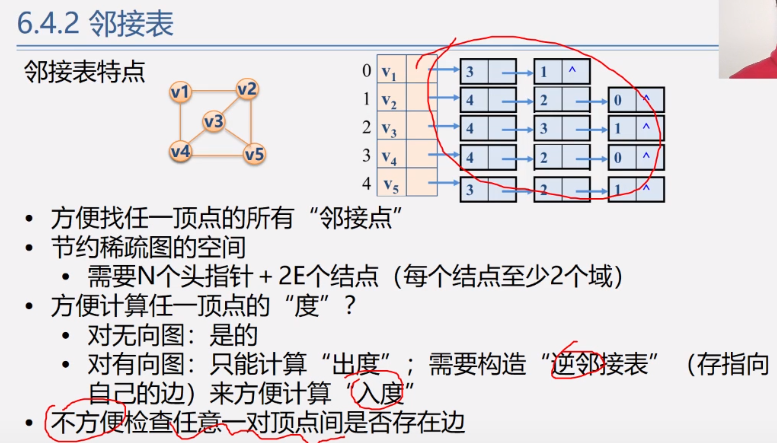 6.4.2 邻接表
邻接表特点
v1 v2
v3
v4 v5
0 v₁ 3 1 ^
1 v₂ 4 2 0 ^
2 v₃ 4 3 1 ^
3 v₄ 4 2 0 ^
4 v₅ 3 2 1 ^
• 方便找任一顶点的所有“邻接点”
• 节约稀疏图的空间
• 需要N个头指针＋2E个结点（每个结点至少2个域）
• 方便计算任一顶点的“度”？
• 对无向图：是的
• 对有向图：只能计算“出度”；需要构造“逆邻接表”（存指向
自己的边）来方便计算“入度”
• 不方便检查任意一对顶点间是否存在边